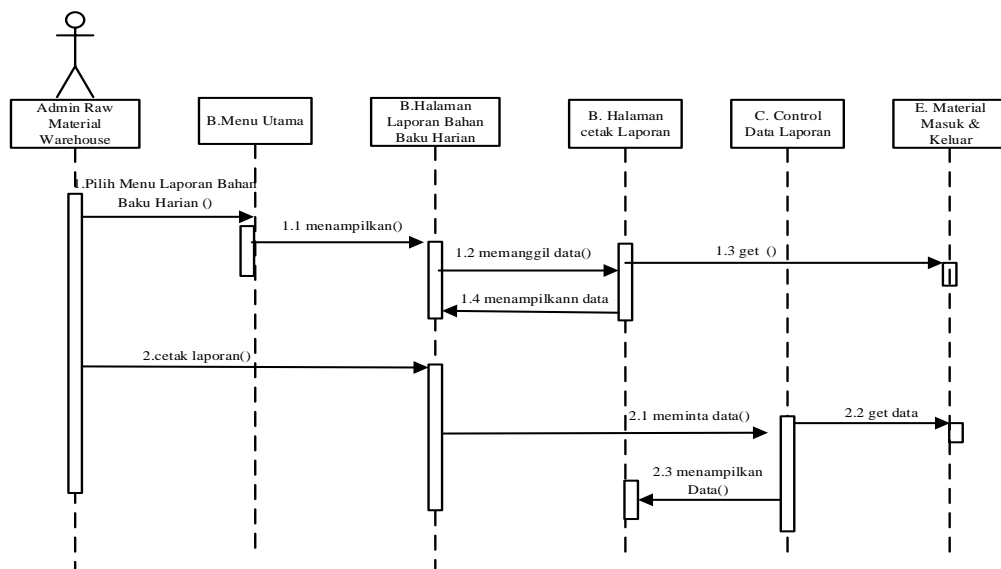 Admin Raw
Material
Warehouse
B.Menu Utama
B.Halaman
Laporan Bahan
Baku Harian
B. Halaman
cetak Laporan
C. Control
Data Laporan
E. Material
Masuk &
Keluar
1.Pilih Menu Laporan Bahan
Baku Harian ()
1.1 menampilkan()
1.2 memanggil data()
1.3 get ()
1.4 menampilkann data
2.cetak laporan()
2.1 meminta data()
2.2 get data
2.3 menampilkan
Data()